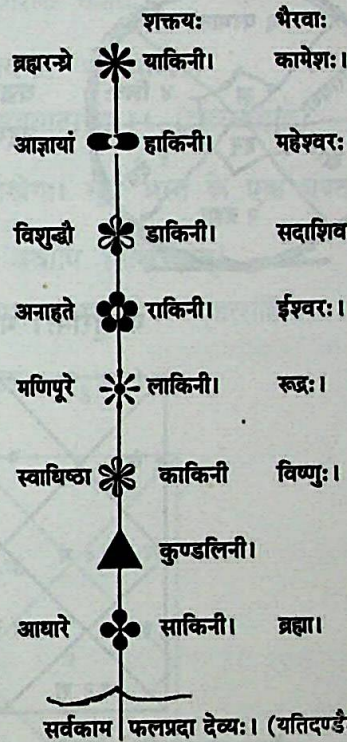 शक्तयः भैरवाः
ब्रह्मरन्ध्रे याकिनी। कामेशः।
आज्ञायां हाकिनी। महेश्वरः
विशुद्धौ डाकिनी। सदाशिव
अनाहते राकिनी। ईश्वरः।
मणिपूरे लाकिनी। रूद्रः।
स्वाधिष्ठा काकिनी विष्णुः।
कुण्डलिनी।
आधारे साकिनी। ब्रह्मा।
सर्वकाम फलप्रदा देव्यः। (यतिदण्डै